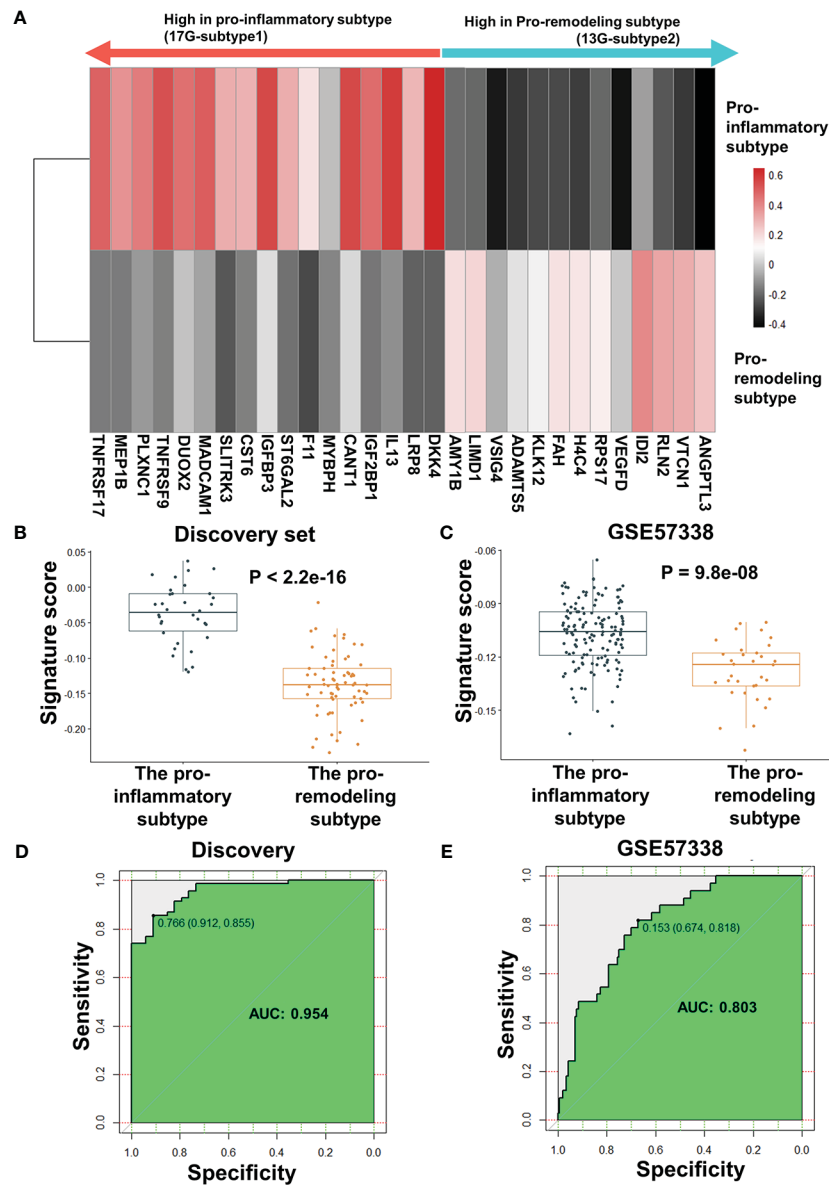 A
High in pro-inflammatory subtype
(17G-subtype1)
High in Pro-remodeling subtype
(13G-subtype2)
Pro-
inflammatory
subtype
0.6
0.4
0.2
0
-0.2
-0.4
Pro-
remodeling
subtype
TNFRSF17
MEP1B
PLXNC1
TNFRSF9
DUOX2
MADCAM1
SLITRK3
CST6
IGFBP3
ST6GAL2
F11
MYBPH
CANT1
IGF2BP1
IL13
LRP8
DKK4
AMY1B
LIMD1
VSIG4
ADAMTS5
KLK12
FAH
H4C4
RPS17
VEGFD
IDI2
RLN2
VTCN1
ANGPTL3
B
Discovery set
P < 2.2e-16
Signature score
0.05
0.00
-0.05
-0.10
-0.15
-0.20
The pro-
inflammatory
subtype
The pro-
remodeling
subtype
C
GSE57338
P = 9.8e-08
Signature score
-0.06
-0.09
-0.12
-0.15
The pro-
inflammatory
subtype
The pro-
remodeling
subtype
D
Discovery
Sensitivity
1.0
0.8
0.6
0.4
0.2
0.0
0.766 (0.912, 0.855)
AUC: 0.954
1.0 0.8 0.6 0.4 0.2 0.0
Specificity
E
GSE57338
Sensitivity
1.0
0.8
0.6
0.4
0.2
0.0
0.153 (0.674, 0.818)
AUC: 0.803
1.0 0.8 0.6 0.4 0.2 0.0
Specificity